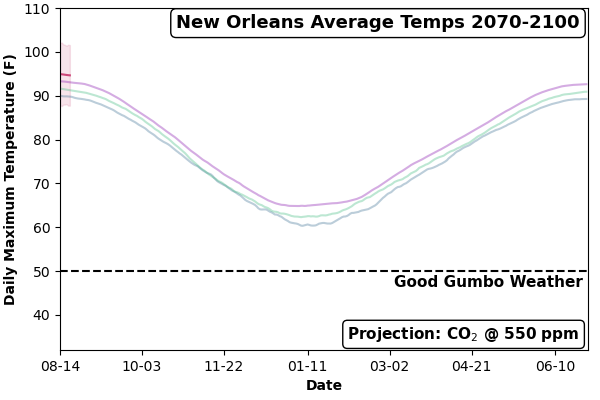 New Orleans Average Temps 2070-2100
Daily Maximum Temperature (F)
110
100
90
80
70
60
50
40
Good Gumbo Weather
Projection: CO₂ @ 550 ppm
08-14 10-03 11-22 01-11 03-02 04-21 06-10
Date